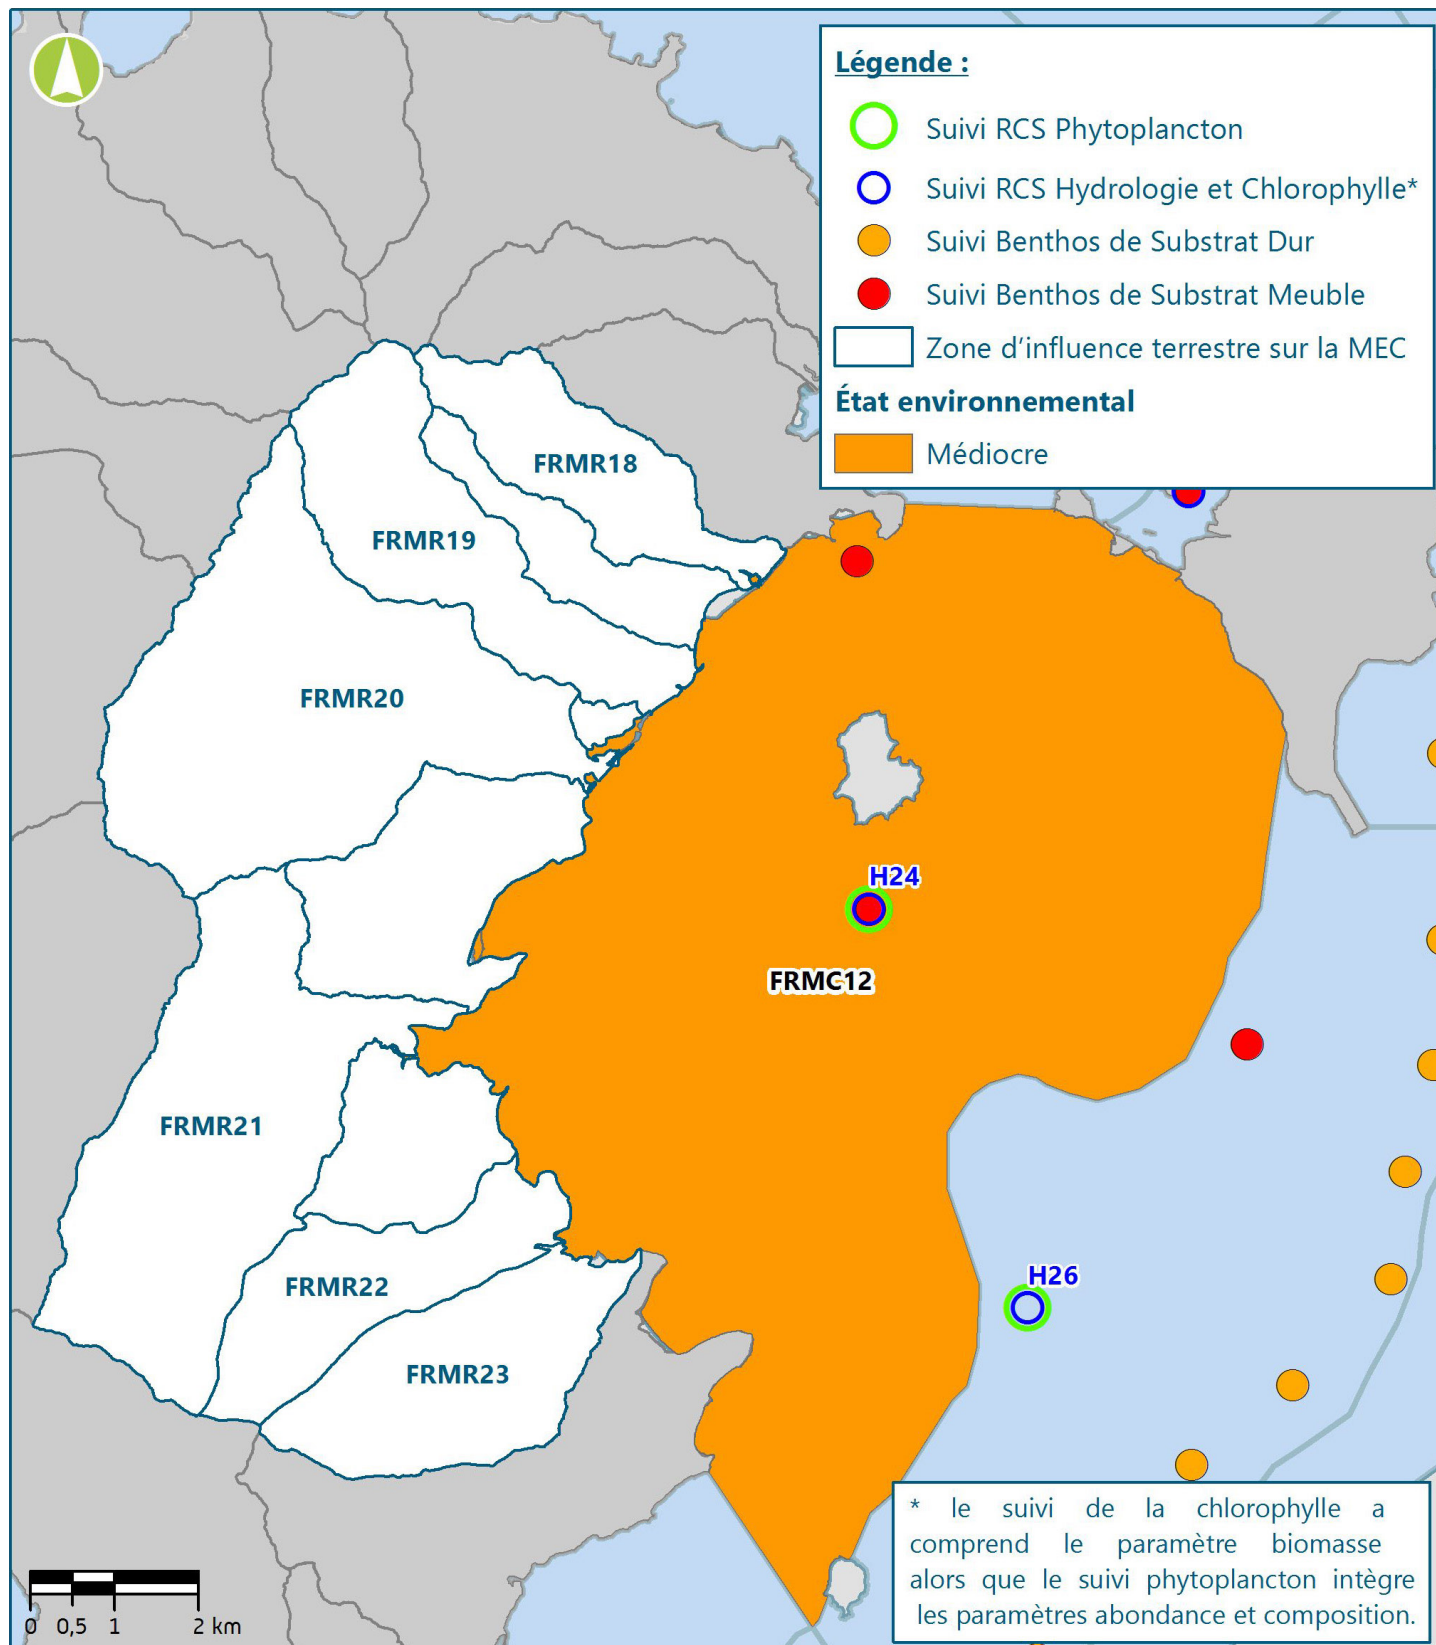 Légende :
Suivi RCS Phytoplancton
Suivi RCS Hydrologie et Chlorophylle*
Suivi Benthos de Substrat Dur
Suivi Benthos de Substrat Meuble
Zone d’influence terrestre sur la MEC
État environnemental
Médiocre
FRMR18
FRMR19
FRMR20
H24
FRMC12
FRMR21
H26
FRMR22
FRMR23
* le suivi de la chlorophylle a
comprend le paramètre biomasse
alors que le suivi phytoplancton intègre
les paramètres abondance et composition.
0 0,5 1 2 km